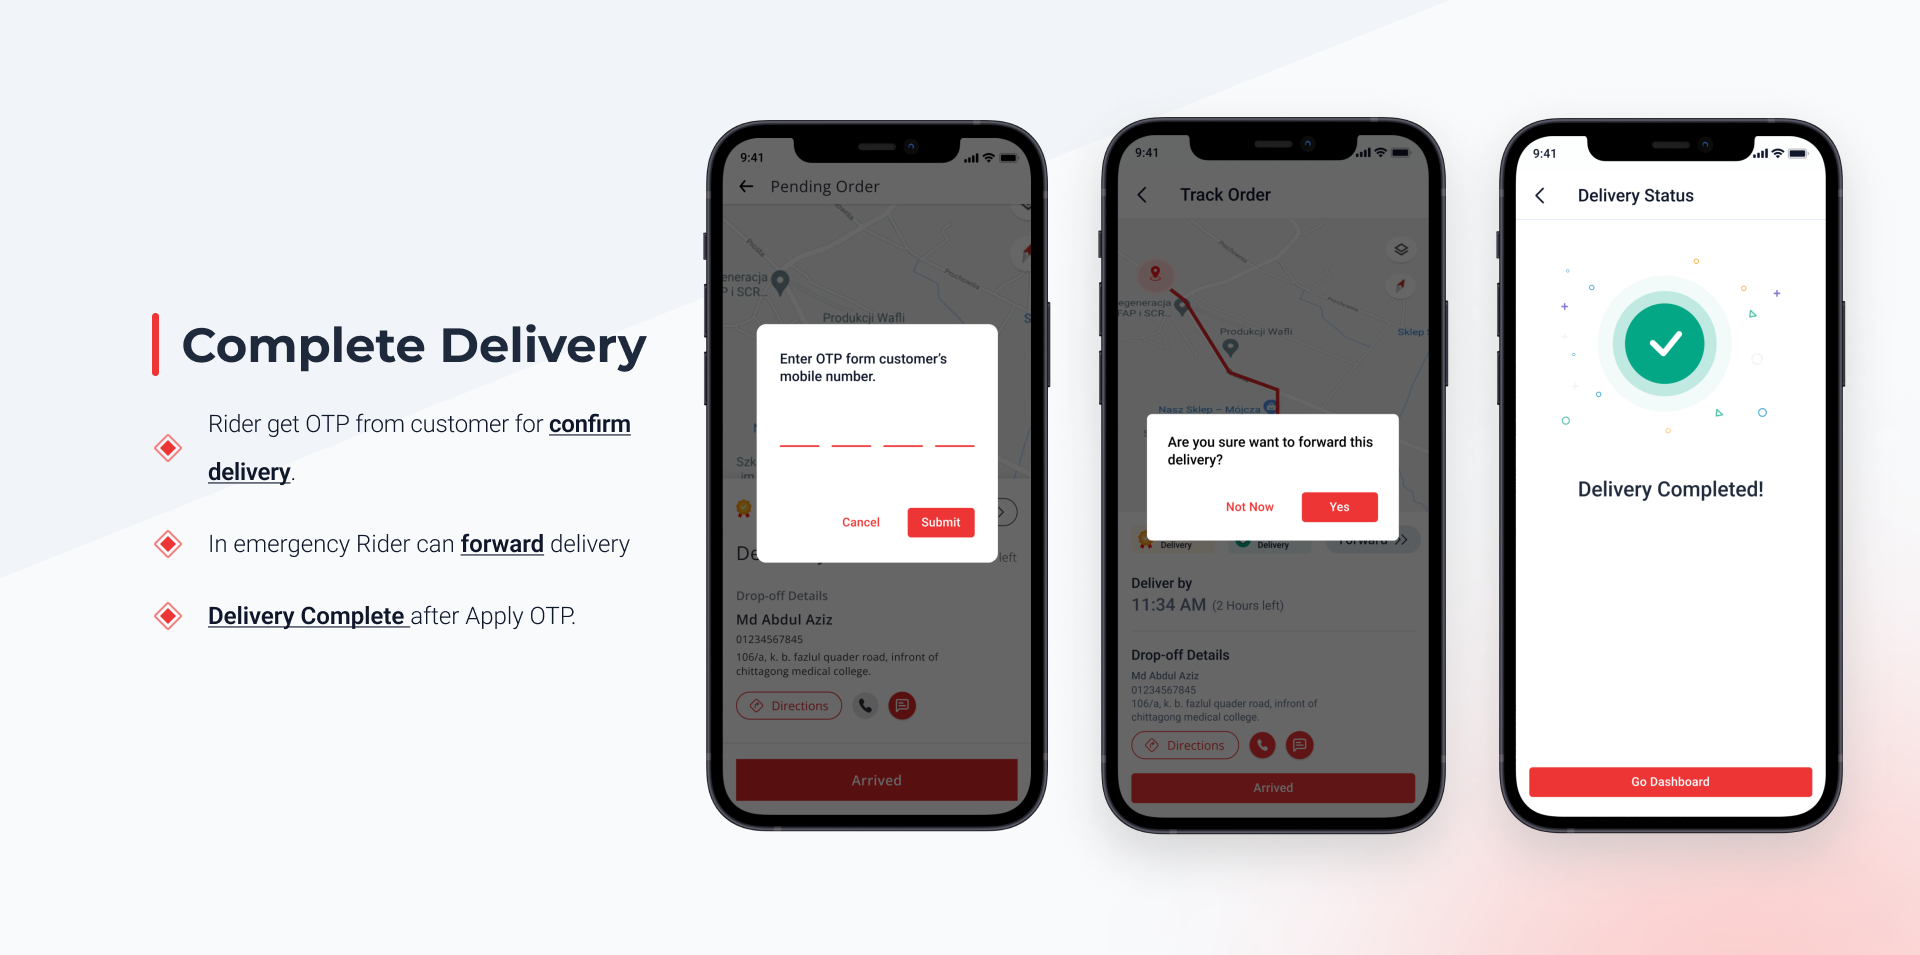 Complete Delivery
Rider get OTP from customer for confirm
delivery.
In emergency Rider can forward delivery
Delivery Complete after Apply OTP.
9:41
Pending Order
Prosta
Prochownia
eneracja
P i SCR...
Produkcji Wafli
S
Enter OTP form customer's
mobile number.
Szk
Cancel
Submit
De
left
Drop-off Details
Md Abdul Aziz
01234567845
106/a, k. b. fazlul quader road, infront of
chittagong medical college.
Directions
Arrived
9:41
Track Order
Prochownia
egeneracja
FAP i SCR...
Produkcji Wafli
Sklep
Nasz Sklep – Mójcza
Are you sure want to forward this
delivery?
Not Now
Yes
Delivery
Delivery
Forward
Deliver by
11:34 AM (2 Hours left)
Drop-off Details
Md Abdul Aziz
01234567845
106/a, k. b. fazlul quader road, infront of
chittagong medical college.
Directions
Arrived
9:41
Delivery Status
Delivery Completed!
Go Dashboard